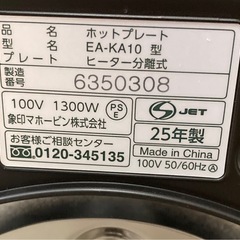 品名 ホットプレート
型名 EA-KA10 型
プレート ヒーター分離式
製造番号 6350308
100V 1300W PS E JET
象印マホービン株式会社 25年製
お客様ご相談センター Made in China
0120-345135 100V 50/60Hz Ⓐ